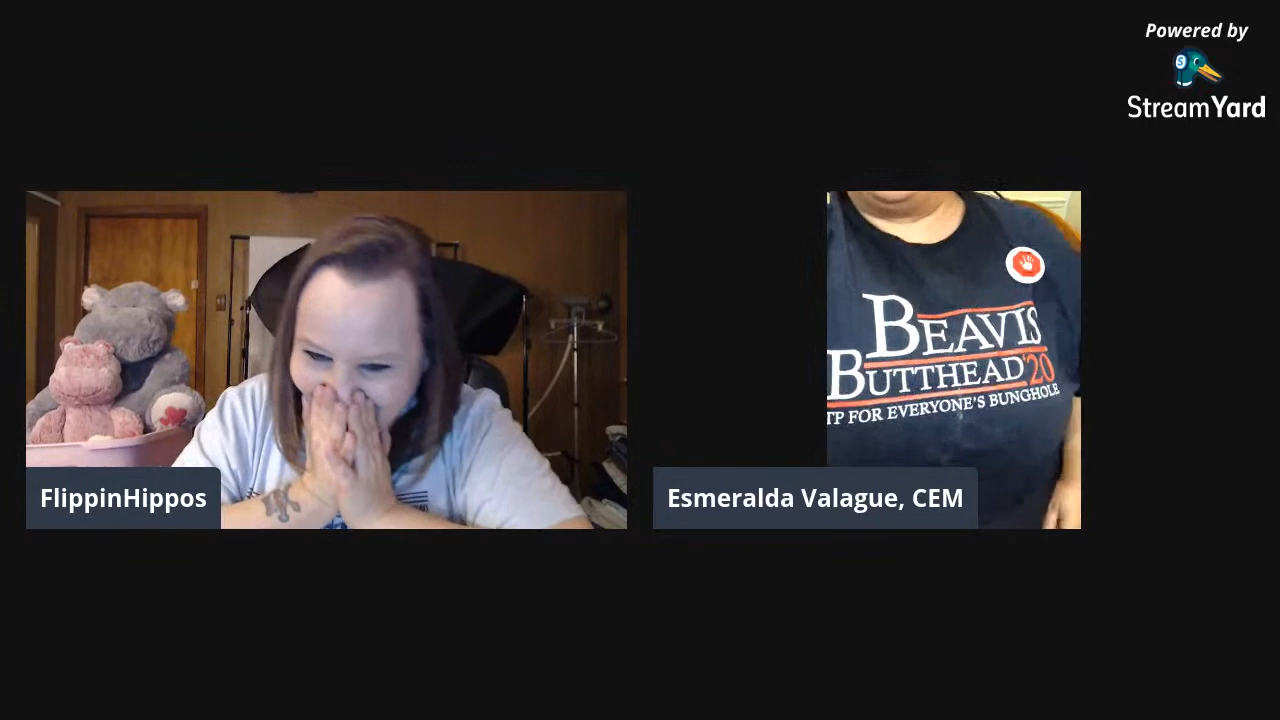 Powered by
StreamYard
BEAVIS
BUTTHEAD '20
TP FOR EVERYONE'S BUNGHOLE
FlippinHippos
Esmeralda Valague, CEM